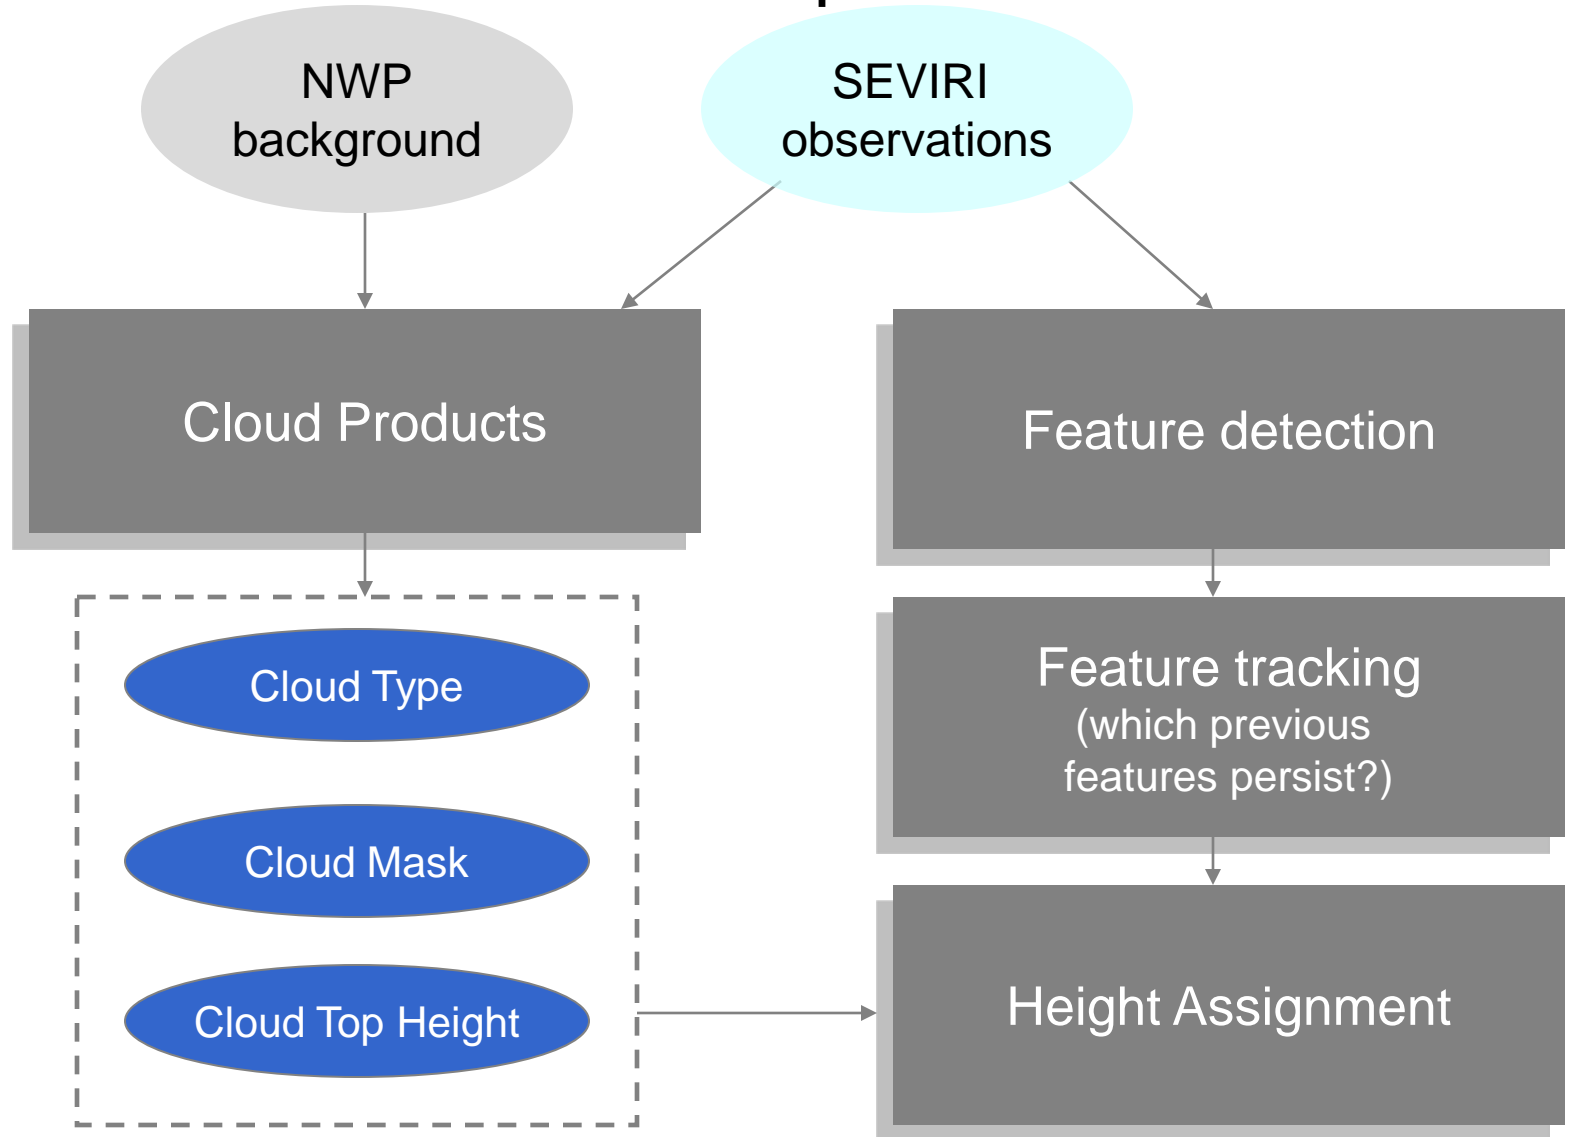 NWP
background
SEVIRI
observations
Cloud Products
Feature detection
Cloud Type
Cloud Mask
Cloud Top Height
Feature tracking
(which previous
features persist?)
Height Assignment